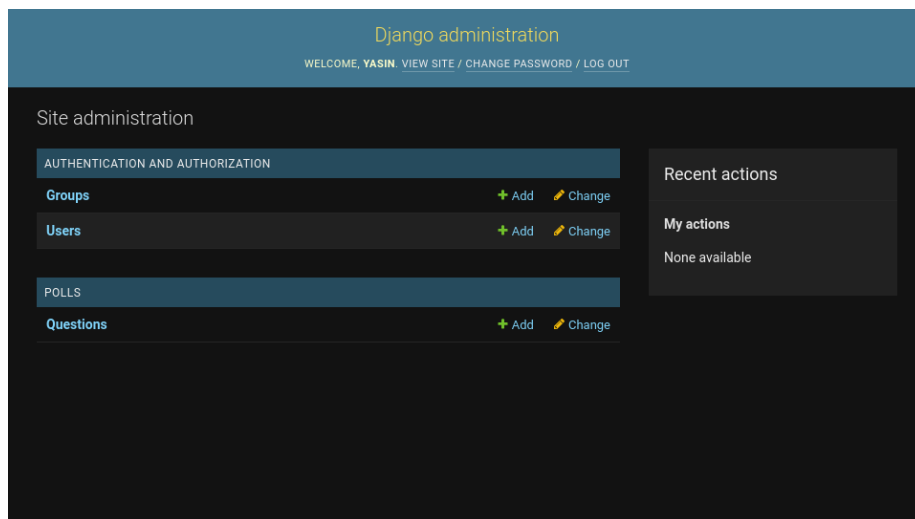 Django administration
WELCOME, YASIN. VIEW SITE / CHANGE PASSWORD / LOG OUT
Site administration
AUTHENTICATION AND AUTHORIZATION
Groups Add Change
Users Add Change
POLLS
Questions Add Change
Recent actions
My actions
None available